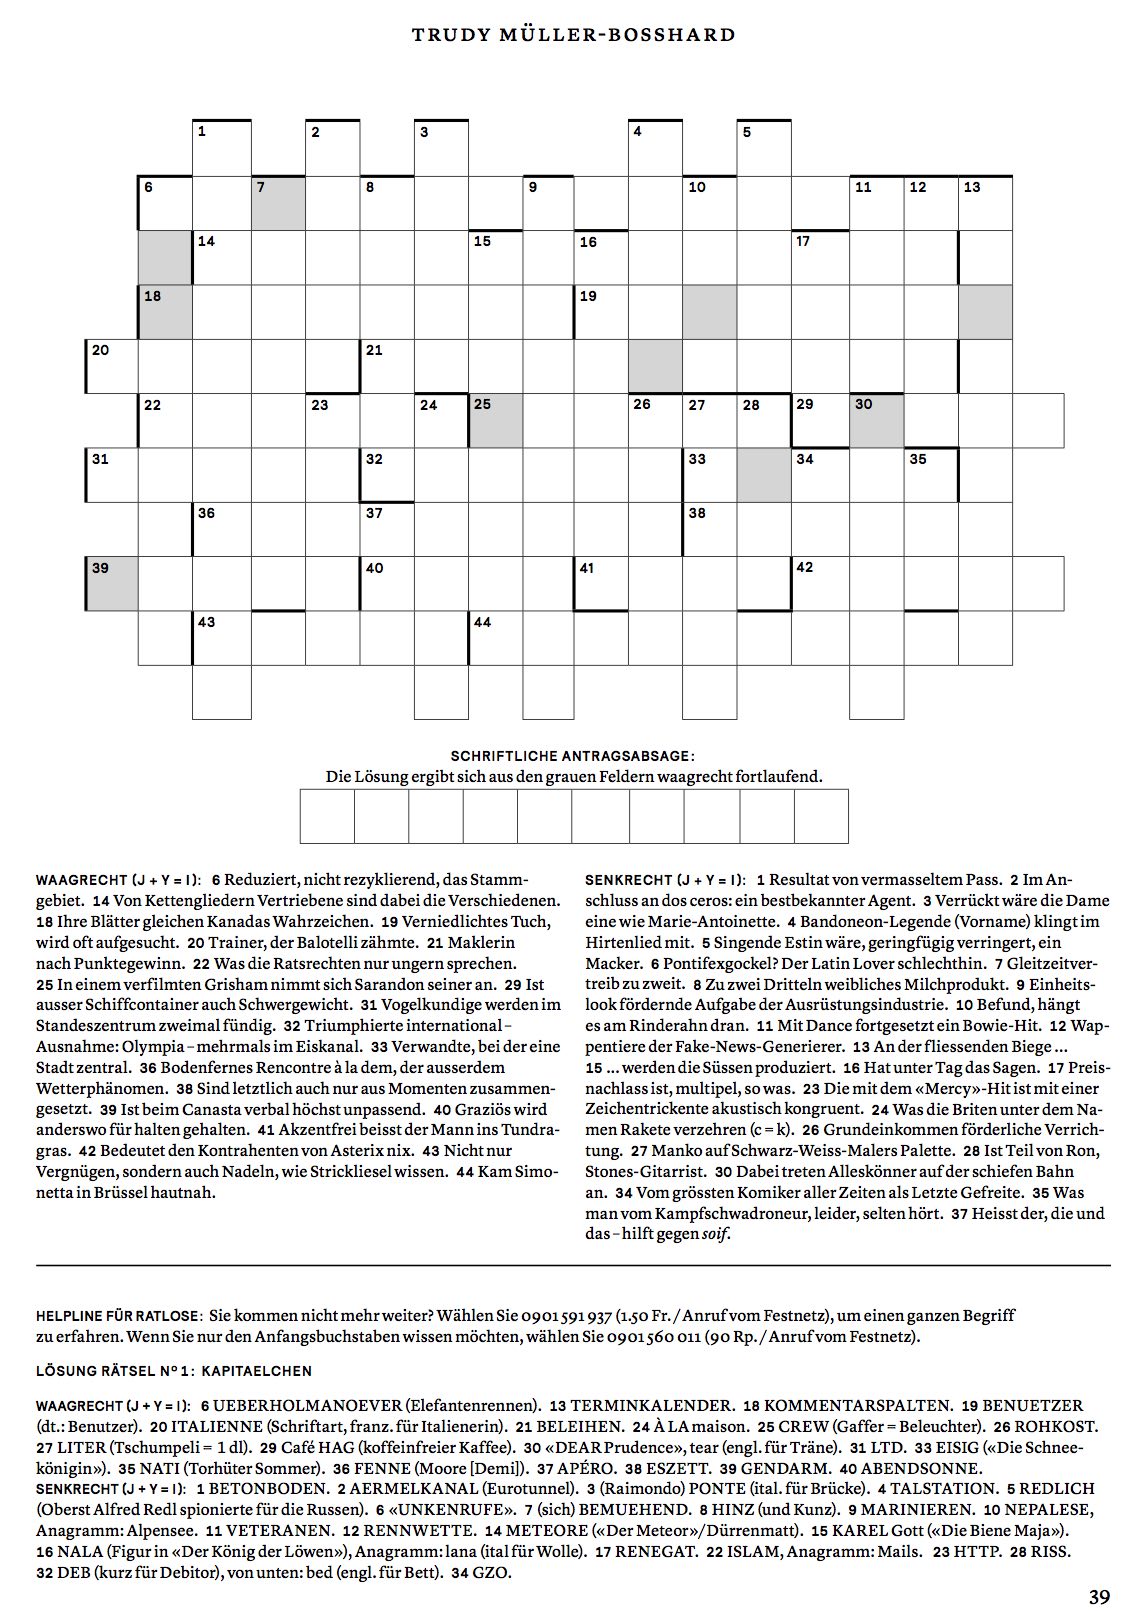 TRUDY MÜLLER-BOSSHARD
1 2 3 4 5
6 7 8 9 10 11 12 13
14 15 16 17
18 19
20 21
22 23 24 25 26 27 28 29 30
31 32 33 34 35
36 37 38
39 40 41 42
43 44
SCHRIFTLICHE ANTRAGSABSAGE:
Die Lösung ergibt sich aus den grauen Feldern waagrecht fortlaufend.
WAAGRECHT (J + Y = I): 6 Reduziert, nicht rezyklierend, das Stamm-
gebiet. 14 Von Kettengliedern Vertriebene sind dabei die Verschiedenen.
18 Ihre Blätter gleichen Kanadas Wahrzeichen. 19 Verniedlichtes Tuch,
wird oft aufgesucht. 20 Trainer, der Balotelli zähmte. 21 Maklerin
nach Punktegewinn. 22 Was die Ratsrechten nur ungern sprechen.
25 In einem verfilmten Grisham nimmt sich Sarandon seiner an. 29 Ist
ausser Schiffcontainer auch Schwergewicht. 31 Vogelkundige werden im
Standeszentrum zweimal fündig. 32 Triumphierte international –
Ausnahme: Olympia – mehrmals im Eiskanal. 33 Verwandte, bei der eine
Stadt zentral. 36 Bodenfernes Rencontre à la dem, der ausserdem
Wetterphänomen. 38 Sind letztlich auch nur aus Momenten zusammen-
gesetzt. 39 Ist beim Canasta verbal höchst unpassend. 40 Graziös wird
anderswo für halten gehalten. 41 Akzentfrei beisst der Mann ins Tundra-
gras. 42 Bedeutet den Kontrahenten von Asterix nix. 43 Nicht nur
Vergnügen, sondern auch Nadeln, wie Strickliesel wissen. 44 Kam Simo-
netta in Brüssel hautnah.
SENKRECHT (J + Y = I): 1 Resultat von vermasseltem Pass. 2 Im An-
schluss an dos ceros: ein bestbekannter Agent. 3 Verrückt wäre die Dame
eine wie Marie-Antoinette. 4 Bandoneon-Legende (Vorname) klingt im
Hirtenlied mit. 5 Singende Estin wäre, geringfügig verringert, ein
Macker. 6 Pontifexgockel? Der Latin Lover schlechthin. 7 Gleitzeitver-
treib zu zweit. 8 Zu zwei Dritteln weibliches Milchprodukt. 9 Einheits-
look fördernde Aufgabe der Ausrüstungsindustrie. 10 Befund, hängt
es am Rinderahn dran. 11 Mit Dance fortgesetzt ein Bowie-Hit. 12 Wap-
pentiere der Fake-News-Generierer. 13 An der fliessenden Biege …
15 … werden die Süssen produziert. 16 Hat unter Tag das Sagen. 17 Preis-
nachlass ist, multipel, so was. 23 Die mit dem «Mercy»-Hit ist mit einer
Zeichentrickente akustisch kongruent. 24 Was die Briten unter dem Na-
men Rakete verzehren (c = k). 26 Grundeinkommen förderliche Verrich-
tung. 27 Manko auf Schwarz-Weiss-Malers Palette. 28 Ist Teil von Ron,
Stones-Gitarrist. 30 Dabei treten Alleskönner auf der schiefen Bahn
an. 34 Vom grössten Komiker aller Zeiten als Letzte Gefreite. 35 Was
man vom Kampfschwadroneur, leider, selten hört. 37 Heisst der, die und
das – hilft gegen soif.
HELPLINE FÜR RATLOSE: Sie kommen nicht mehr weiter? Wählen Sie 0901 591 937 (1.50 Fr. / Anruf vom Festnetz), um einen ganzen Begriff
zu erfahren. Wenn Sie nur den Anfangsbuchstaben wissen möchten, wählen Sie 0901 560 011 (90 Rp. / Anruf vom Festnetz).
LÖSUNG RÄTSEL Nº 1: KAPITAELCHEN
WAAGRECHT (J + Y = I): 6 UEBERHOLMANOEVER (Elefantenrennen). 13 TERMINKALENDER. 18 KOMMENTARSPALTEN. 19 BENUETZER
(dt.: Benutzer). 20 ITALIENNE (Schriftart, franz. für Italienerin). 21 BELEIHEN. 24 À LA maison. 25 CREW (Gaffer = Beleuchter). 26 ROHKOST.
27 LITER (Tschumpeli = 1 dl). 29 Café HAG (koffeinfreier Kaffee). 30 «DEAR Prudence», tear (engl. für Träne). 31 LTD. 33 EISIG («Die Schnee-
königin»). 35 NATI (Torhüter Sommer). 36 FENNE (Moore [Demi]). 37 APÉRO. 38 ESZETT. 39 GENDARM. 40 ABENDSONNE.
SENKRECHT (J + Y = I): 1 BETONBODEN. 2 AERMELKANAL (Eurotunnel). 3 (Raimondo) PONTE (ital. für Brücke). 4 TALSTATION. 5 REDLICH
(Oberst Alfred Redl spionierte für die Russen). 6 «UNKENRUFE». 7 (sich) BEMUEHEND. 8 HINZ (und Kunz). 9 MARINIEREN. 10 NEPALESE,
Anagramm: Alpensee. 11 VETERANEN. 12 RENNWETTE. 14 METEORE («Der Meteor»/Dürrenmatt). 15 KAREL Gott («Die Biene Maja»).
16 NALA (Figur in «Der König der Löwen»), Anagramm: lana (ital für Wolle). 17 RENEGAT. 22 ISLAM, Anagramm: Mails. 23 HTTP. 28 RISS.
32 DEB (kurz für Debitor), von unten: bed (engl. für Bett). 34 GZO.
39